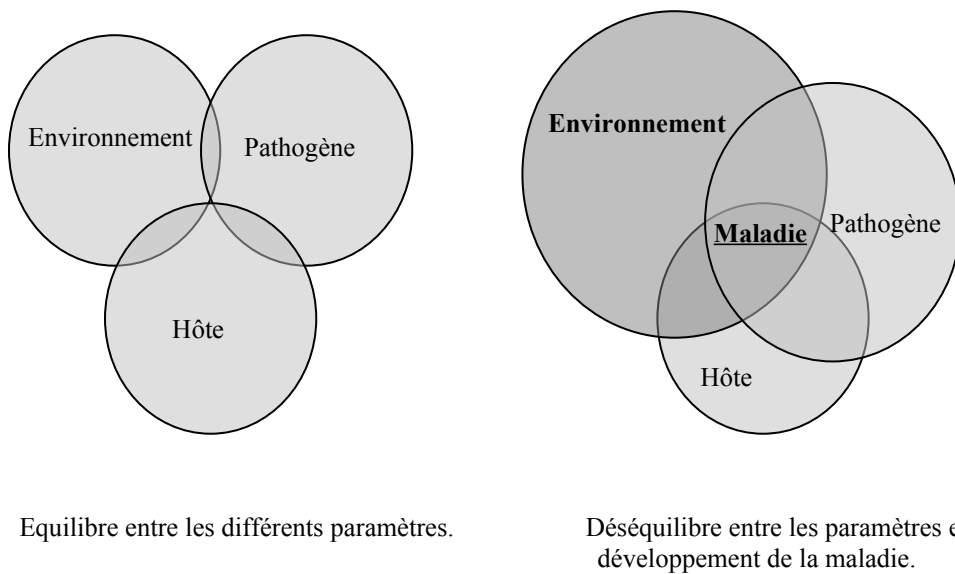 Environnement
Pathogène
Hôte
Equilibre entre les différents paramètres.
Environnement
Maladie
Pathogène
Hôte
Déséquilibre entre les paramètres
développement de la maladie.